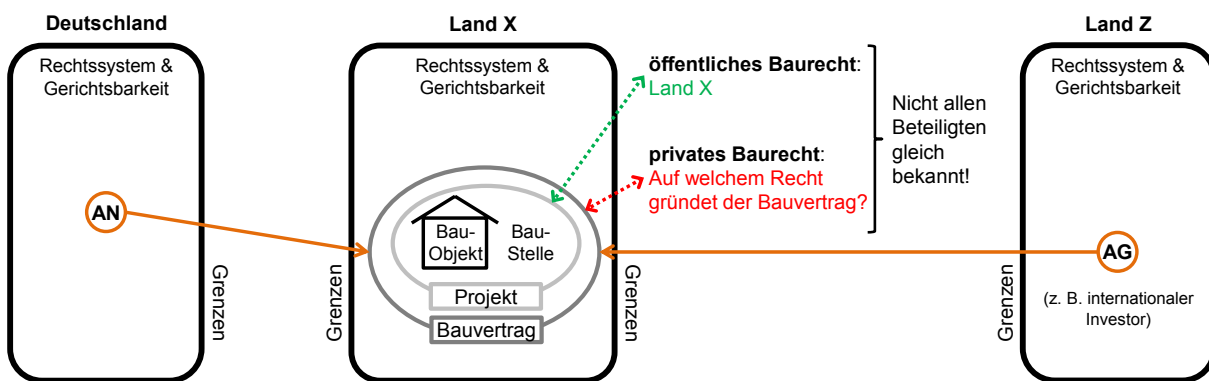 Deutschland
Rechtssystem &
Gerichtsbarkeit
AN
Grenzen
Land X
Rechtssystem &
Gerichtsbarkeit
Bau-
Objekt
Bau-
Stelle
Projekt
Bauvertrag
Grenzen
Grenzen
öffentliches Baurecht:
Land X
privates Baurecht:
Auf welchem Recht
gründet der Bauvertrag?
Nicht allen
Beteiligten
gleich
bekannt!
Land Z
Rechtssystem &
Gerichtsbarkeit
AG
(z. B. internationaler
Investor)
Grenzen